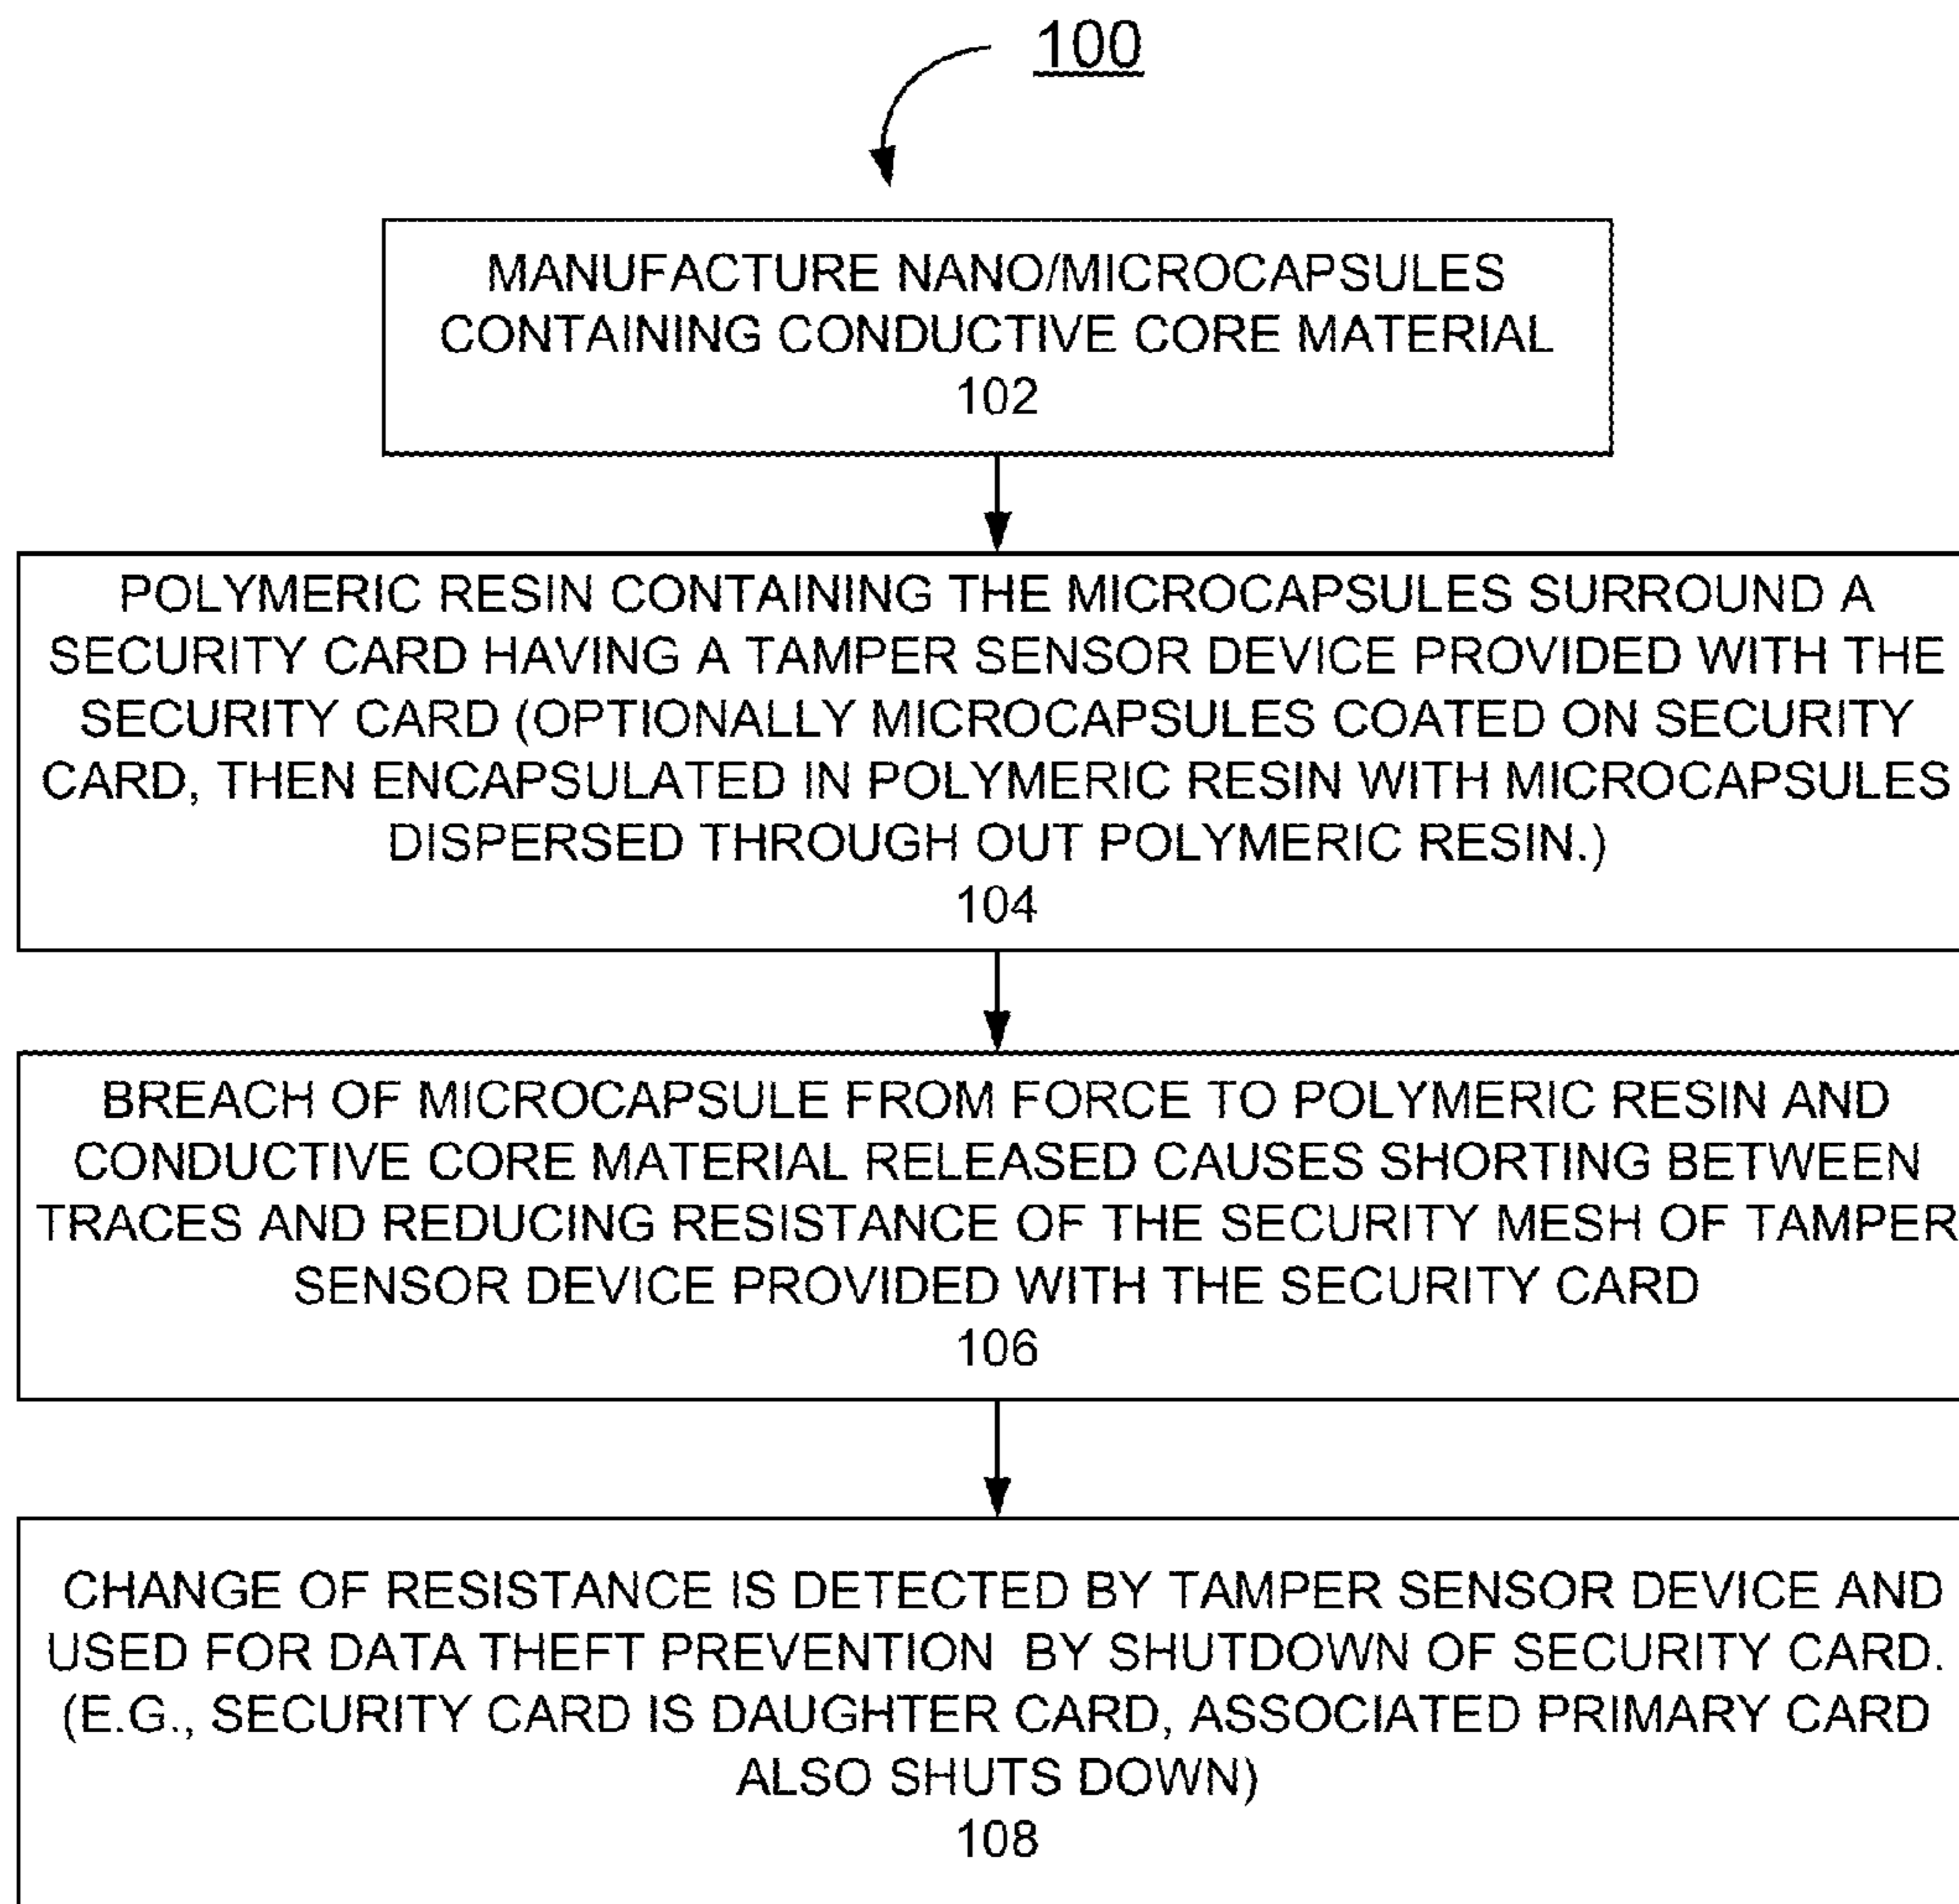 100
MANUFACTURE NANO/MICROCAPSULES
CONTAINING CONDUCTIVE CORE MATERIAL
102
POLYMERIC RESIN CONTAINING THE MICROCAPSULES SURROUND A
SECURITY CARD HAVING A TAMPER SENSOR DEVICE PROVIDED WITH THE
SECURITY CARD (OPTIONALLY MICROCAPSULES COATED ON SECURITY
CARD, THEN ENCAPSULATED IN POLYMERIC RESIN WITH MICROCAPSULES
DISPERSED THROUGH OUT POLYMERIC RESIN.)
104
BREACH OF MICROCAPSULE FROM FORCE TO POLYMERIC RESIN AND
CONDUCTIVE CORE MATERIAL RELEASED CAUSES SHORTING BETWEEN
TRACES AND REDUCING RESISTANCE OF THE SECURITY MESH OF TAMPER
SENSOR DEVICE PROVIDED WITH THE SECURITY CARD
106
CHANGE OF RESISTANCE IS DETECTED BY TAMPER SENSOR DEVICE AND
USED FOR DATA THEFT PREVENTION BY SHUTDOWN OF SECURITY CARD.
(E.G., SECURITY CARD IS DAUGHTER CARD, ASSOCIATED PRIMARY CARD
ALSO SHUTS DOWN)
108